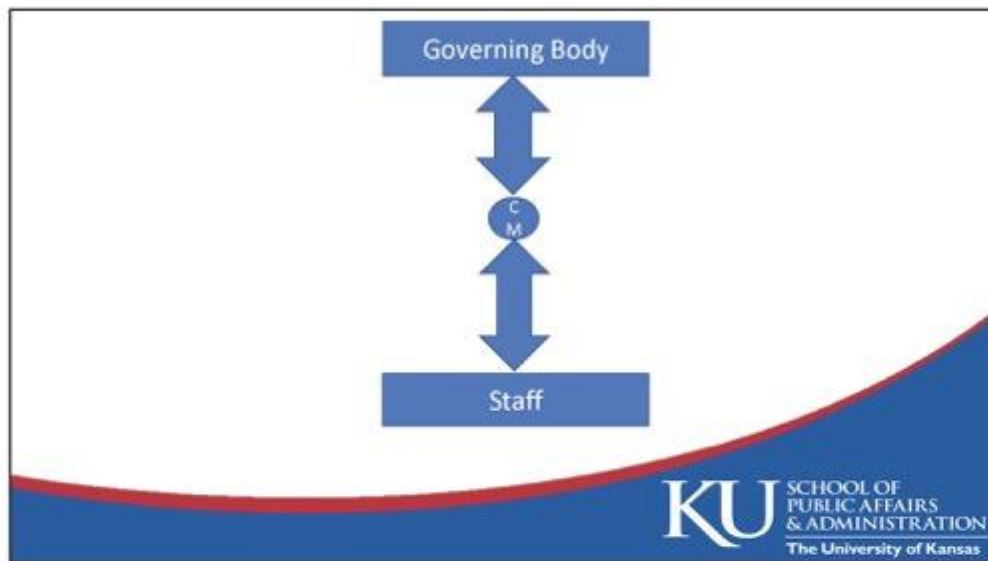 Governing Body
C
M
Staff
KU
SCHOOL OF
PUBLIC AFFAIRS
& ADMINISTRATION
The University of Kansas